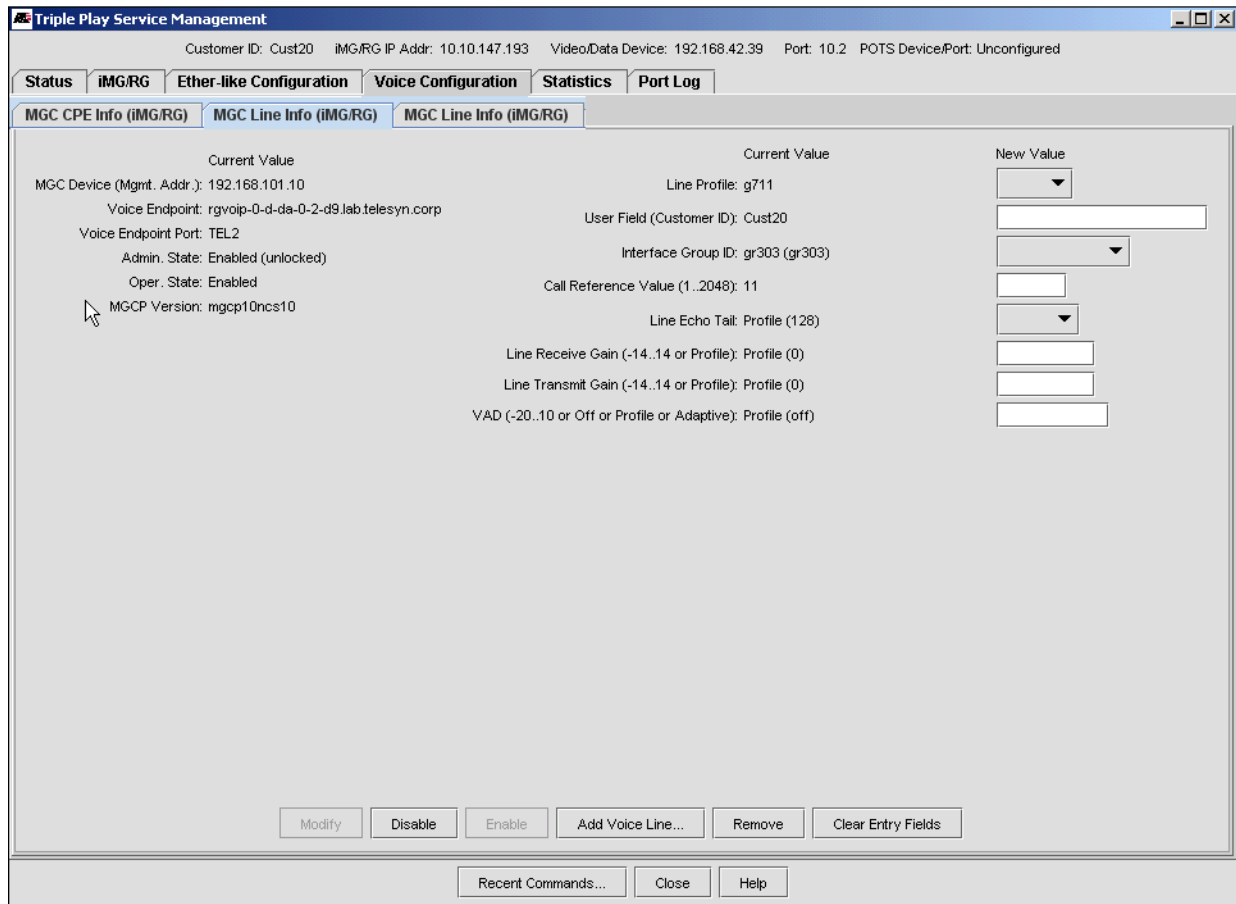 Triple Play Service Management
Customer ID: Cust20 iMG/RG IP Addr: 10.10.147.193 Video/Data Device: 192.168.42.39 Port: 10.2 POTS Device/Port: Unconfigured
Status iMG/RG Ether-like Configuration Voice Configuration Statistics Port Log
MGC CPE Info (iMG/RG) MGC Line Info (iMG/RG) MGC Line Info (iMG/RG)
Current Value
MGC Device (Mgmt. Addr.): 192.168.101.10
Voice Endpoint: rgvoip-0-d-da-0-2-d9.lab.telesyn.corp
Voice Endpoint Port: TEL2
Admin. State: Enabled (unlocked)
Oper. State: Enabled
MGCP Version: mgcp10ncs10
Current Value New Value
Line Profile: g711
User Field (Customer ID): Cust20
Interface Group ID: gr303 (gr303)
Call Reference Value (1..2048): 11
Line Echo Tail: Profile (128)
Line Receive Gain (-14..14 or Profile): Profile (0)
Line Transmit Gain (-14..14 or Profile): Profile (0)
VAD (-20..10 or Off or Profile or Adaptive): Profile (off)
Modify Disable Enable Add Voice Line... Remove Clear Entry Fields
Recent Commands... Close Help